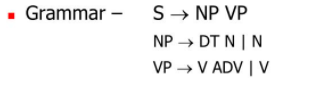 ▪ Grammar – S → NP VP
NP → DT N | N
VP → V ADV | V